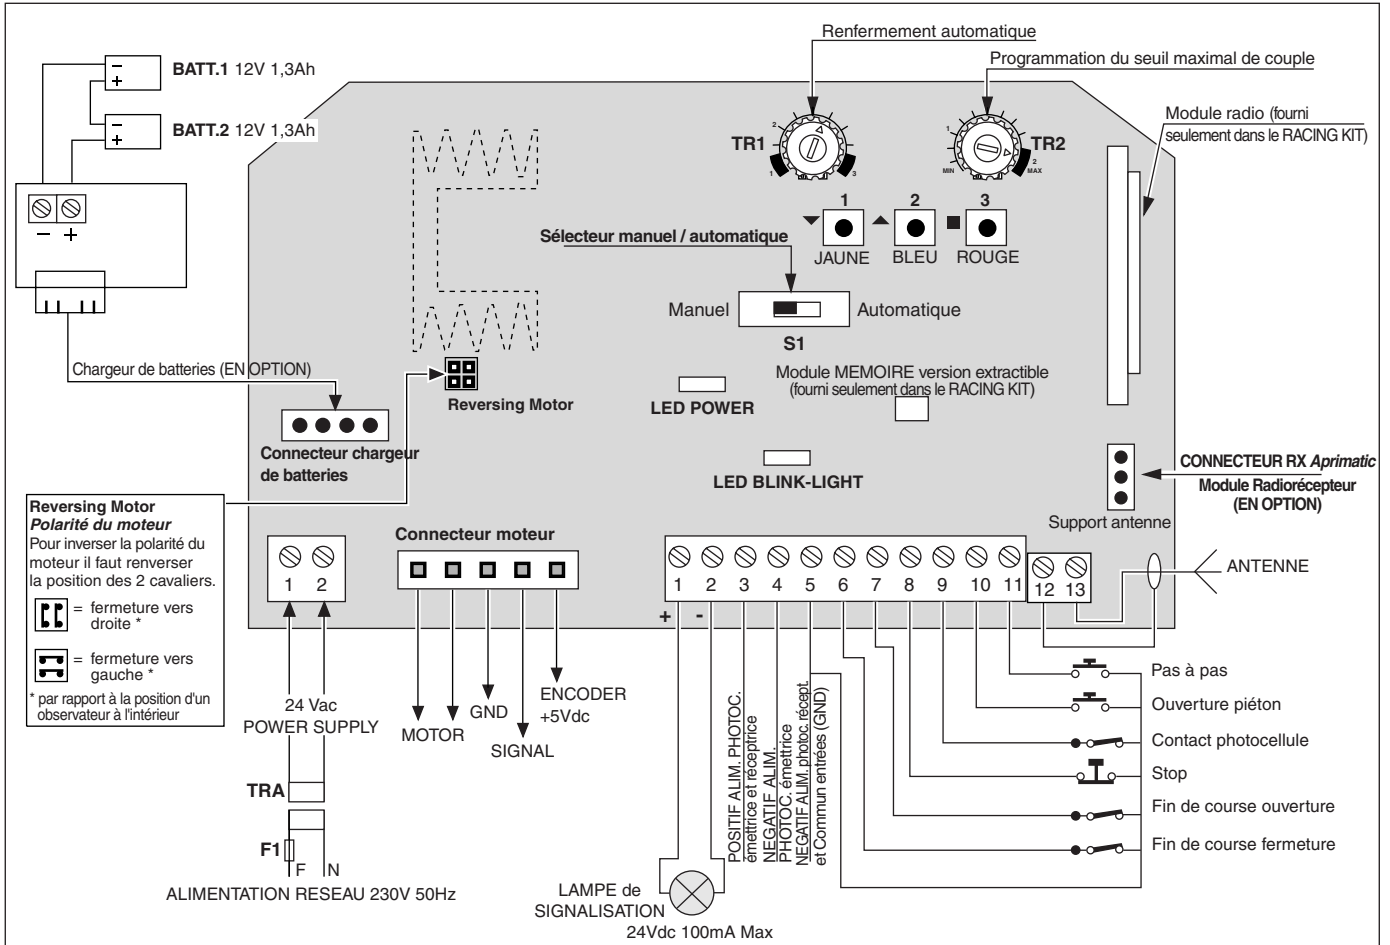 Renfermement automatique
Programmation du seuil maximal de couple
- BATT.1 12V 1,3Ah
+
- BATT.2 12V 1,3Ah
+
Module radio (fourni
seulement dans le RACING KIT)
TR1
2
1
3
TR2
1
2
MIN
MAX
- +
1 2 3
JAUNE BLEU ROUGE
Sélecteur manuel / automatique
Manuel Automatique
S1
Chargeur de batteries (EN OPTION)
Module MEMOIRE version extractible
(fourni seulement dans le RACING KIT)
Reversing Motor
LED POWER
Connecteur chargeur
de batteries
LED BLINK-LIGHT
CONNECTEUR RX Aprimatic
Module Radiorécepteur
(EN OPTION)
Support antenne
Reversing Motor
Polarité du moteur
Pour inverser la polarité du
moteur il faut renverser
la position des 2 cavaliers.
= fermeture vers
droite *
= fermeture vers
gauche *
* par rapport à la position d'un
observateur à l'intérieur
Connecteur moteur
1 2
1 2 3 4 5 6 7 8 9 10 11 12 13
+ -
ANTENNE
24 Vac
POWER SUPPLY
MOTOR
GND
SIGNAL
ENCODER
+5Vdc
POSITIF ALIM. PHOTOC.
émettrice et réceptrice
NEGATIF ALIM.
PHOTOC. émettrice
NEGATIF ALIM. photoc. récept.
et Commun entrées (GND)
Pas à pas
Ouverture piéton
Contact photocellule
Stop
Fin de course ouverture
Fin de course fermeture
TRA
F1
F N
ALIMENTATION RESEAU 230V 50Hz
LAMPE de
SIGNALISATION
24Vdc 100mA Max